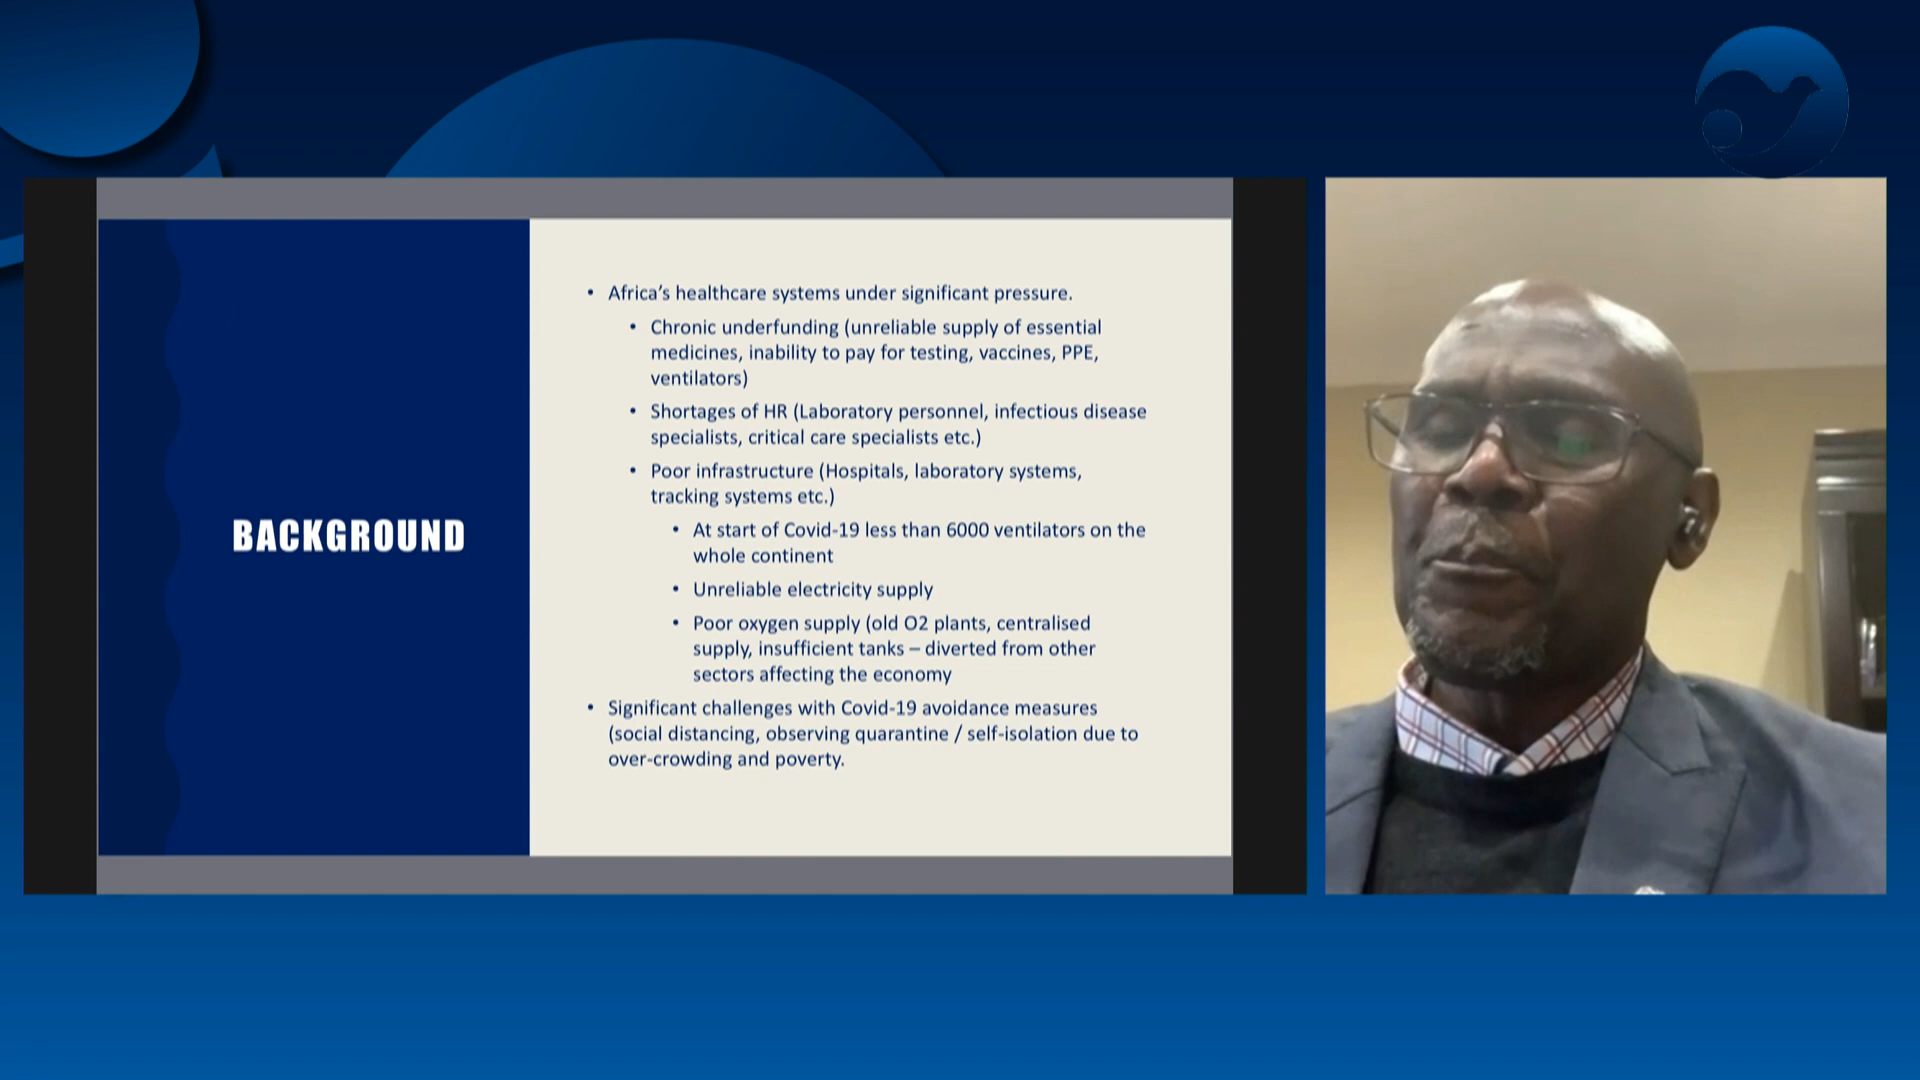 BACKGROUND
• Africa’s healthcare systems under significant pressure.
• Chronic underfunding (unreliable supply of essential
medicines, inability to pay for testing, vaccines, PPE,
ventilators)
• Shortages of HR (Laboratory personnel, infectious disease
specialists, critical care specialists etc.)
• Poor infrastructure (Hospitals, laboratory systems,
tracking systems etc.)
• At start of Covid-19 less than 6000 ventilators on the
whole continent
• Unreliable electricity supply
• Poor oxygen supply (old O2 plants, centralised
supply, insufficient tanks – diverted from other
sectors affecting the economy
• Significant challenges with Covid-19 avoidance measures
(social distancing, observing quarantine / self-isolation due to
over-crowding and poverty.